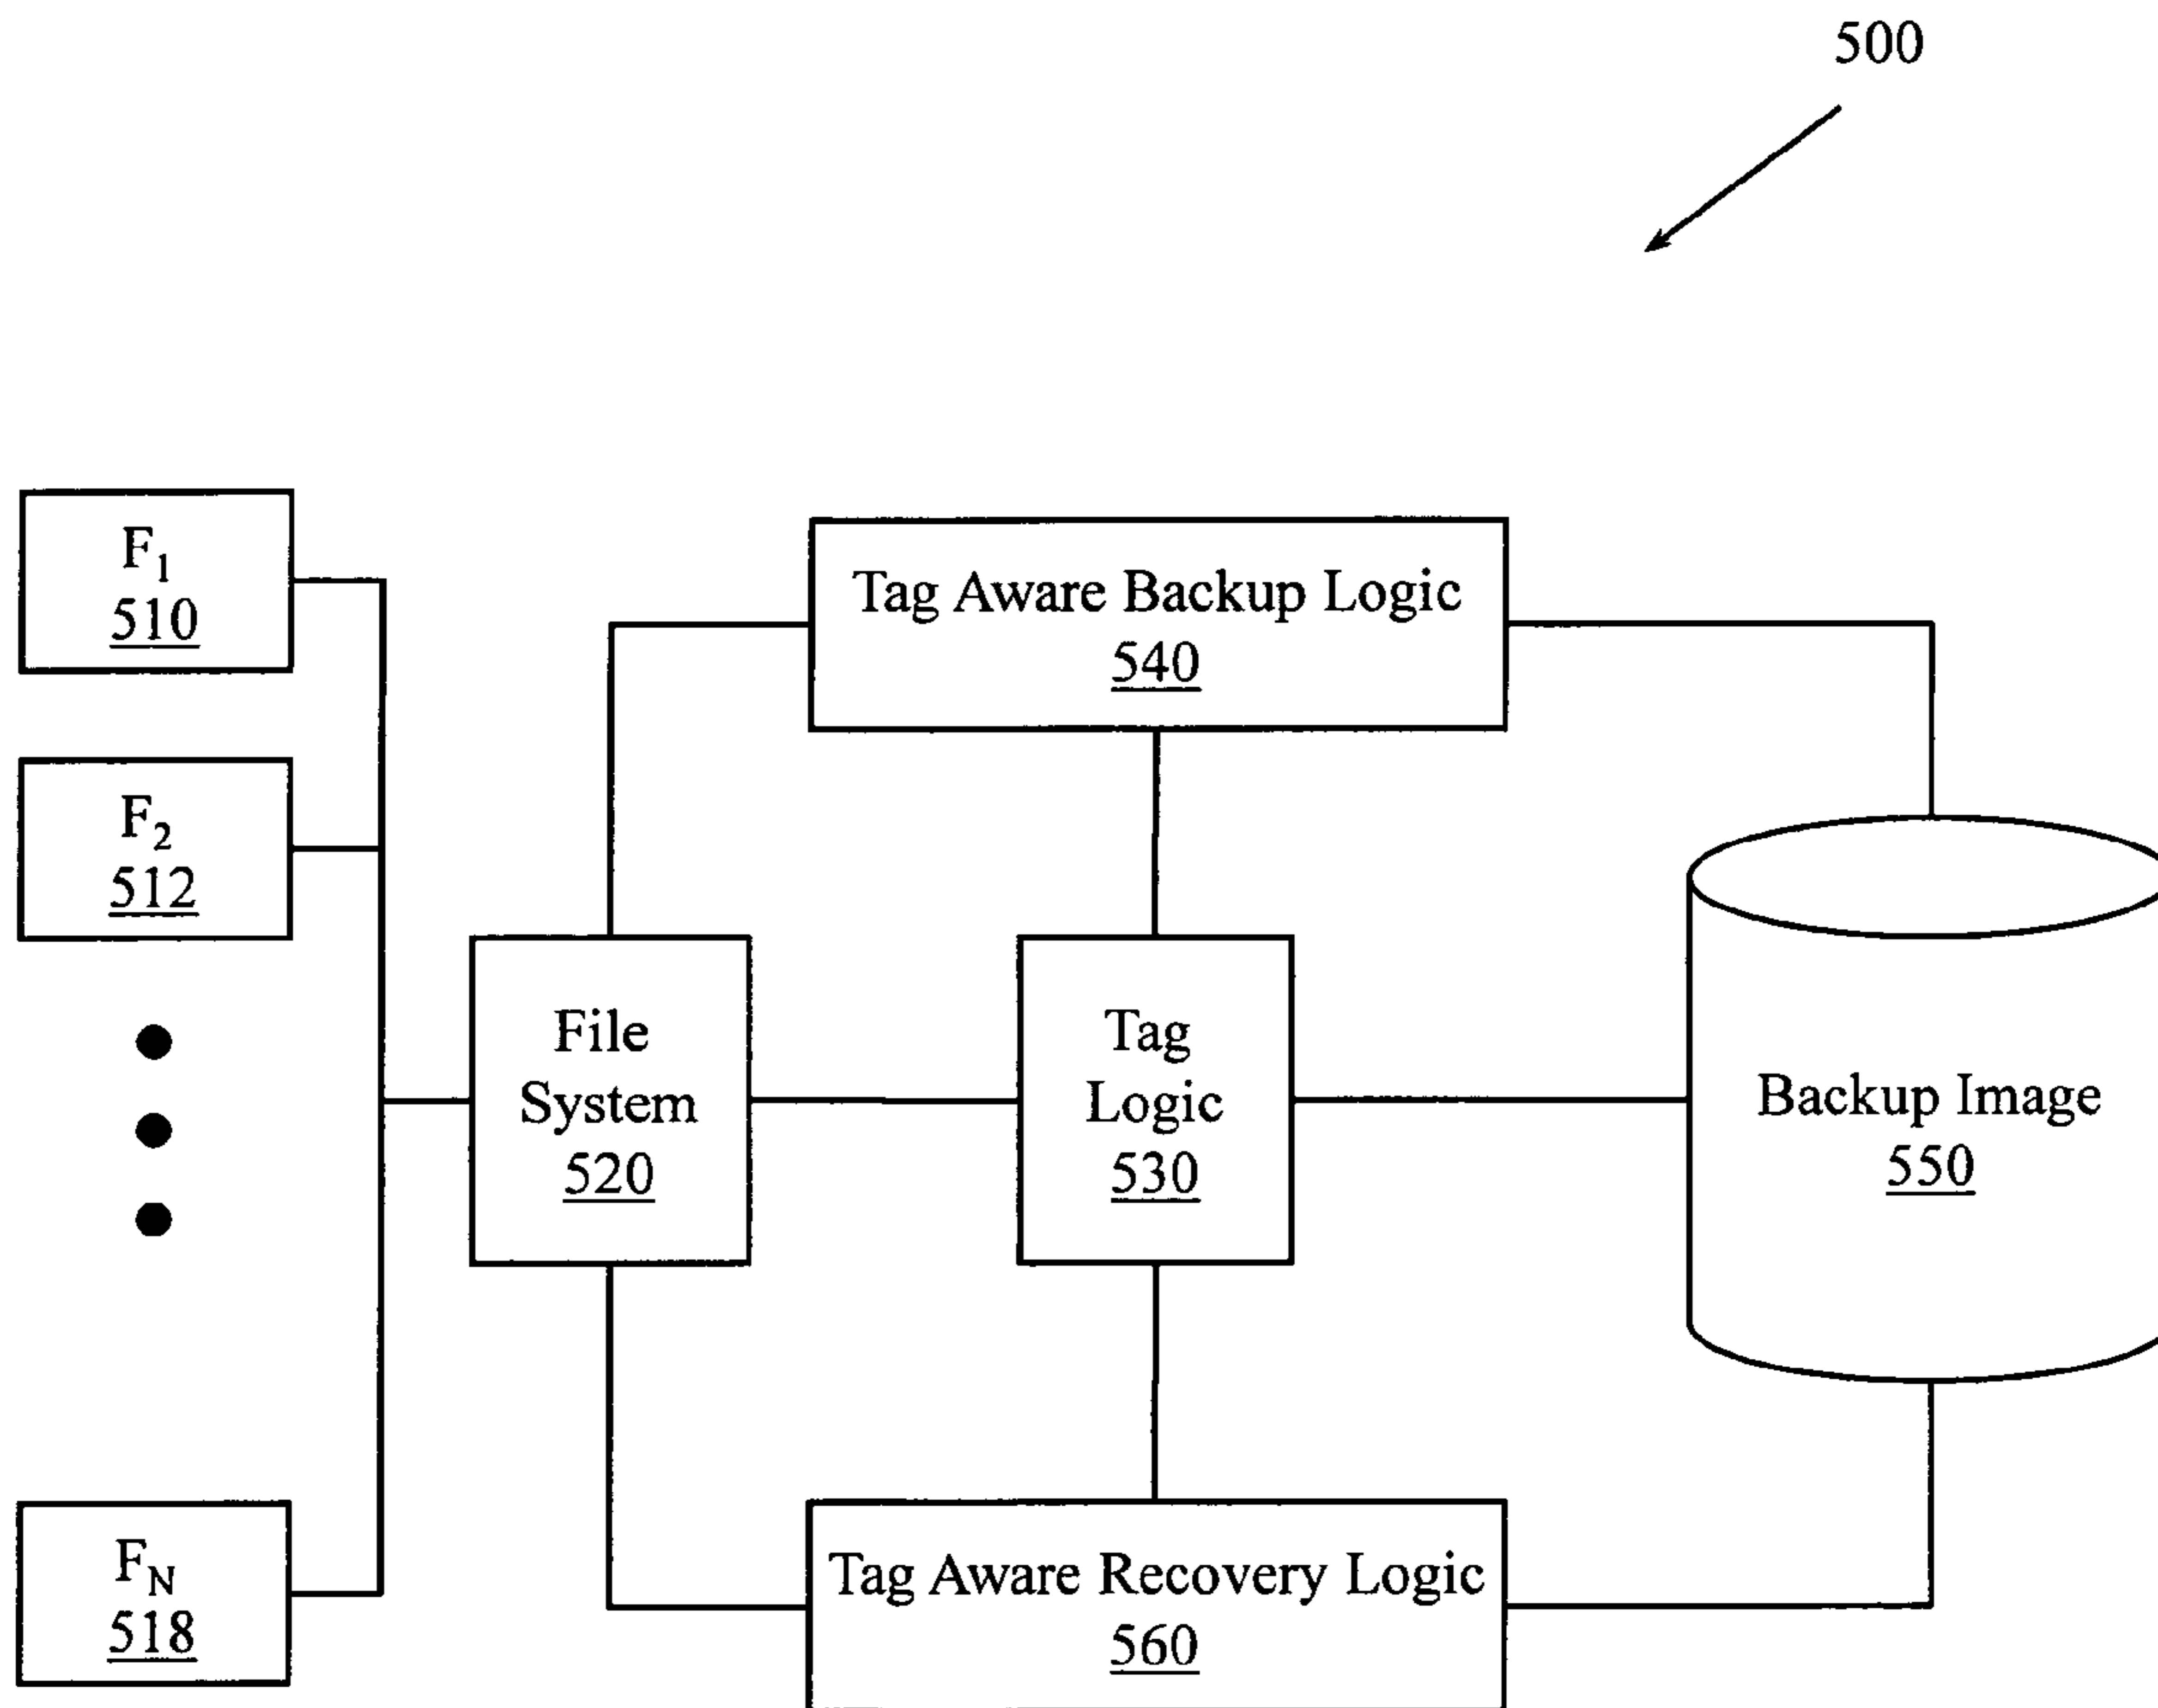 500
F1
510
F2
512
FN
518
Tag Aware Backup Logic
540
File
System
520
Tag
Logic
530
Backup Image
550
Tag Aware Recovery Logic
560